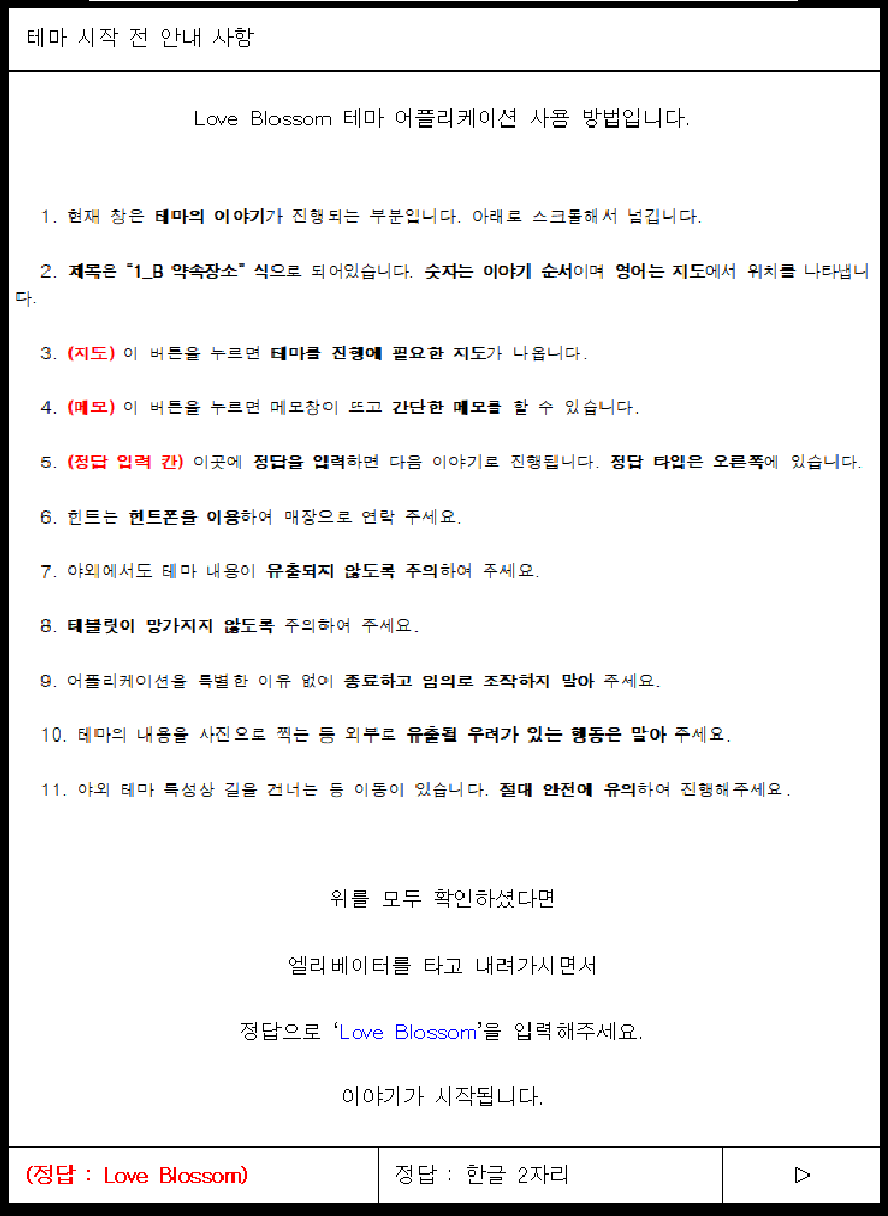 테마 시작 전 안내 사항
Love Blossom 테마 어플리케이션 사용 방법입니다.
1. 현재 창은 테마의 이야기가 진행되는 부분입니다. 아래로 스크롤해서 넘깁니다.
2. 제목은 "1_B 약속장소" 식으로 되어있습니다. 숫자는 이야기 순서이며 영어는 지도에서 위치를 나타냅니
다.
3. (지도) 이 버튼을 누르면 테마를 진행에 필요한 지도가 나옵니다.
4. (메모) 이 버튼을 누르면 메모창이 뜨고 간단한 메모를 할 수 있습니다.
5. (정답 입력 칸) 이곳에 정답을 입력하면 다음 이야기로 진행됩니다. 정답 타입은 오른쪽에 있습니다.
6. 힌트는 힌트폰을 이용하여 매장으로 연락 주세요.
7. 야외에서도 테마 내용이 유출되지 않도록 주의하여 주세요.
8. 테블릿이 망가지지 않도록 주의하여 주세요.
9. 어플리케이션을 특별한 이유 없이 종료하고 임의로 조작하지 말아 주세요.
10. 테마의 내용을 사진으로 찍는 등 외부로 유출될 우려가 있는 행동은 말아 주세요.
11. 야외 테마 특성상 길을 건너는 등 이동이 있습니다. 절대 안전에 유의하여 진행해주세요.
위를 모두 확인하셨다면
엘리베이터를 타고 내려가시면서
정답으로 'Love Blossom'을 입력해주세요.
이야기가 시작됩니다.
(정답 : Love Blossom) 정답 : 한글 2자리 ▷